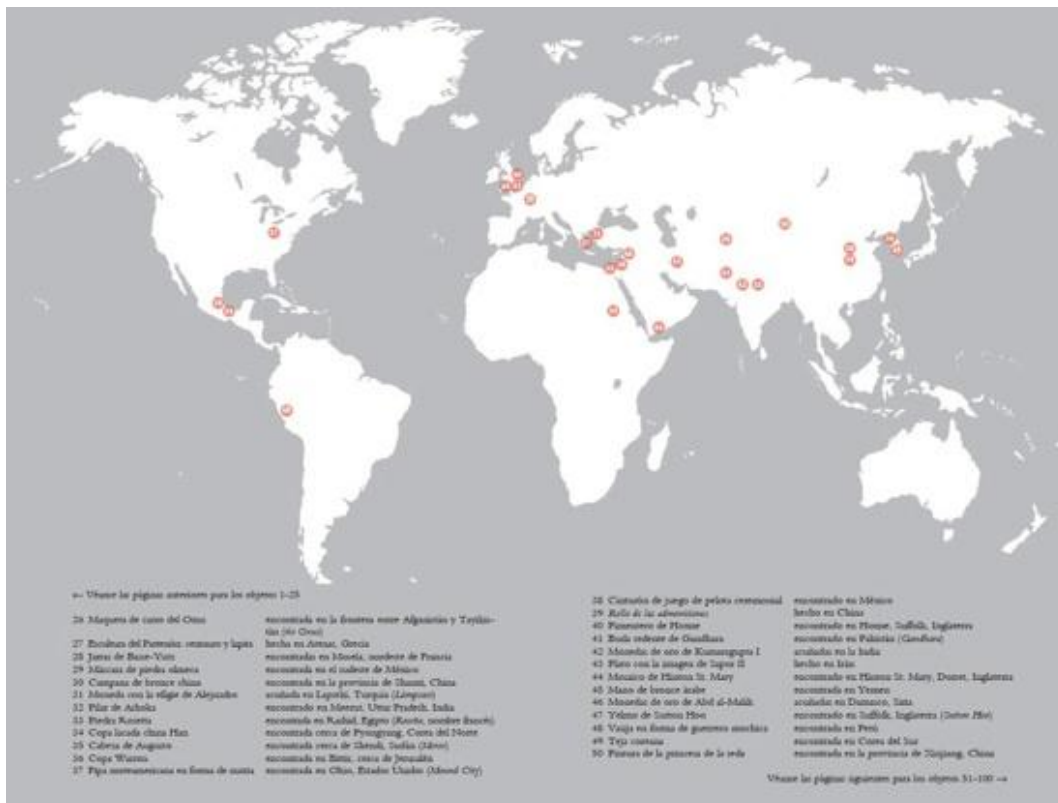 ← Véanse las páginas anteriores para los objetos 1–25
26 Maqueta de carro del Oxus encontrada en la frontera entre Afganistán y Tayikis-
tán (río Oxus)
27 Escultura del Partenón: centauro y lapita hecha en Atenas, Grecia
28 Jarras de Basse-Yutz encontradas en Mosela, nordeste de Francia
29 Máscara de piedra olmeca encontrada en el sudeste de México
30 Campana de bronce china encontrada en la provincia de Shanxi, China
31 Moneda con la efigie de Alejandro acuñada en Lapseki, Turquía (Lámpsaco)
32 Pilar de Ashoka encontrado en Meerut, Uttar Pradesh, India
33 Piedra Rosetta encontrada en Rashid, Egipto (Rosetta, nombre francés)
34 Copa lacada china Han encontrada cerca de Pyongyang, Corea del Norte
35 Cabeza de Augusto encontrada cerca de Shendi, Sudán (Meroe)
36 Copa Warren encontrada en Bittir, cerca de Jerusalén
37 Pipa norteamericana en forma de nutria encontrada en Ohio, Estados Unidos (Mound City)
38 Cinturón de juego de pelota ceremonial encontrado en México
39 Rollo de las admoniciones hecho en China
40 Pimentero de Hoxne encontrado en Hoxne, Suffolk, Inglaterra
41 Buda sedente de Gandhara encontrado en Pakistán (Gandhara)
42 Monedas de oro de Kumaragupta I acuñadas en la India
43 Plato con la imagen de Sapor II hecho en Irán
44 Mosaico de Hinton St. Mary encontrado en Hinton St. Mary, Dorset, Inglaterra
45 Mano de bronce árabe encontrada en Yemen
46 Monedas de oro de Abd al-Malik acuñadas en Damasco, Siria
47 Yelmo de Sutton Hoo encontrado en Suffolk, Inglaterra (Sutton Hoo)
48 Vasija en forma de guerrero mochica encontrada en Perú
49 Teja coreana encontrada en Corea del Sur
50 Pintura de la princesa de la seda encontrada en la provincia de Xinjiang, China
Véanse las páginas siguientes para los objetos 51–100 →